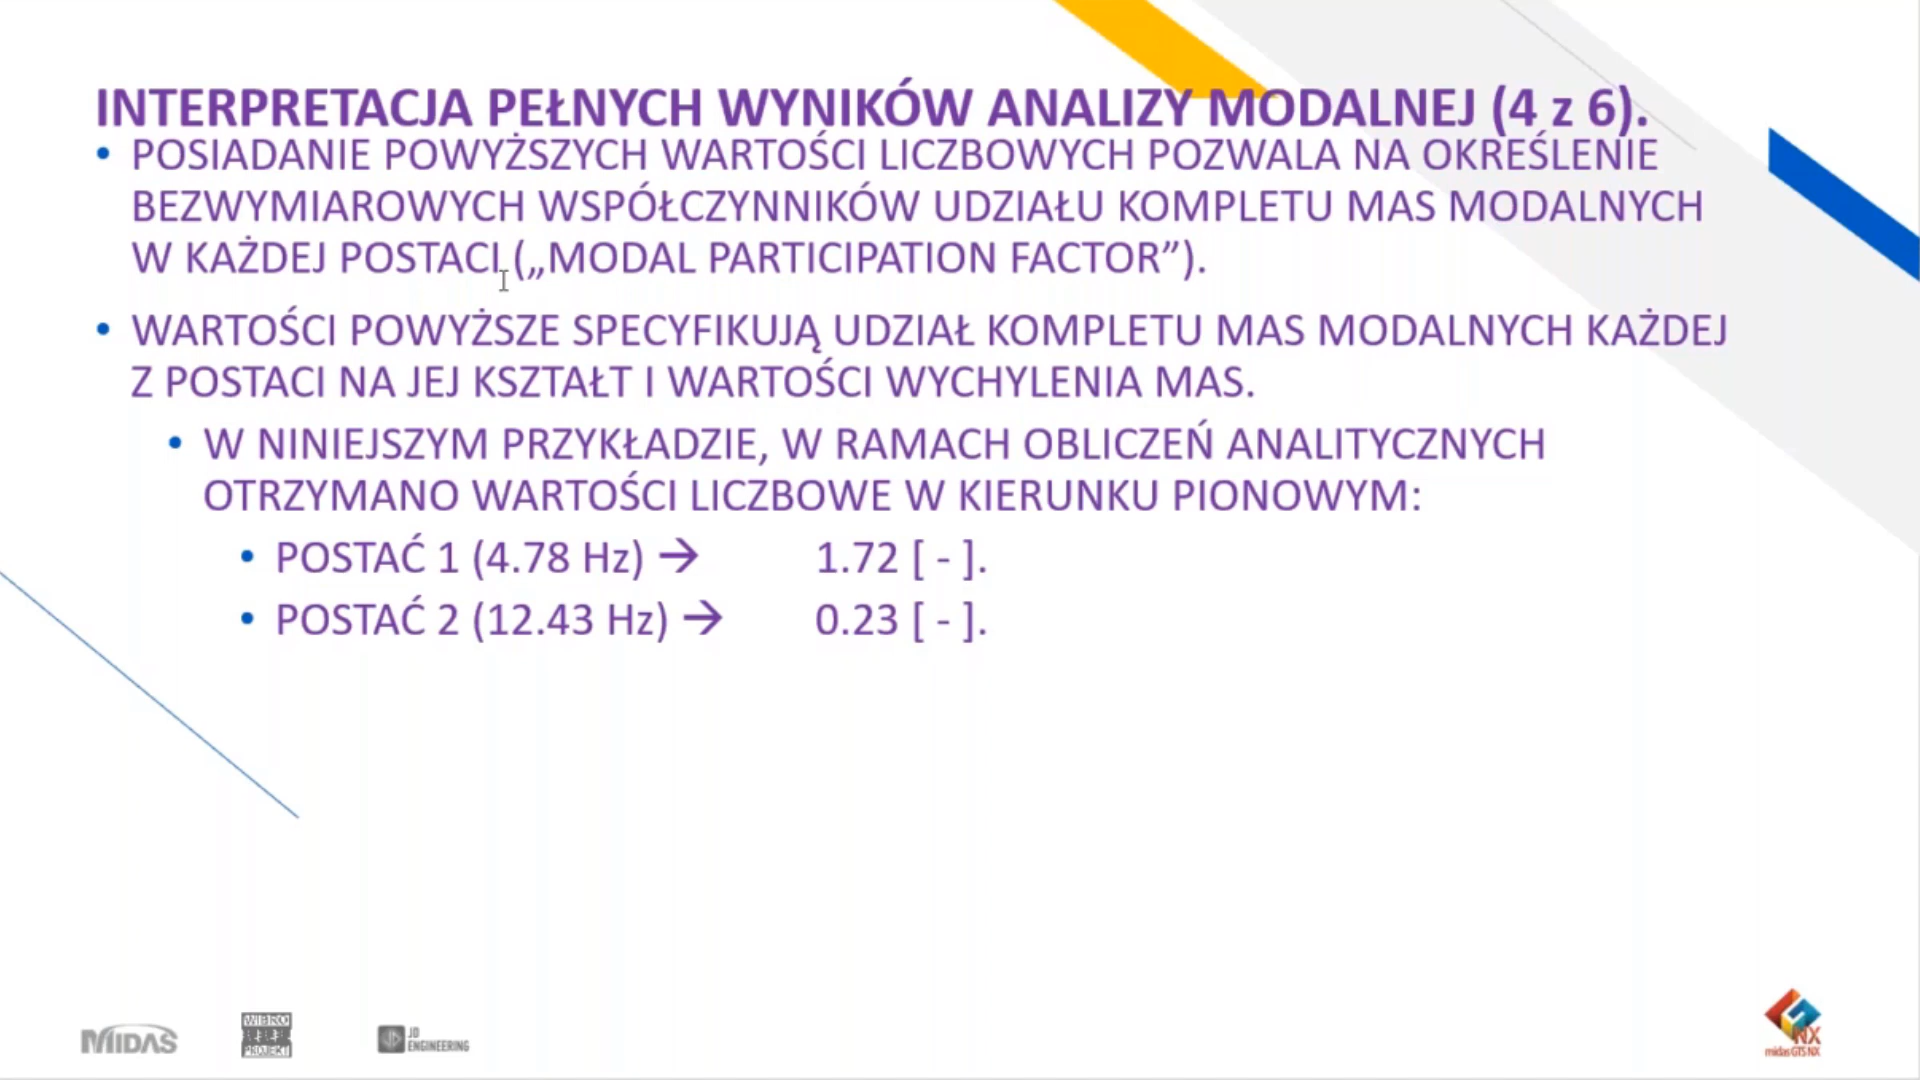 INTERPRETACJA PEŁNYCH WYNIKÓW ANALIZY MODALNEJ (4 z 6).
• POSIADANIE POWYŻSZYCH WARTOŚCI LICZBOWYCH POZWALA NA OKREŚLENIE
BEZWYMIAROWYCH WSPÓŁCZYNNIKÓW UDZIAŁU KOMPLETU MAS MODALNYCH
W KAŻDEJ POSTACI („MODAL PARTICIPATION FACTOR”).
• WARTOŚCI POWYŻSZE SPECYFIKUJĄ UDZIAŁ KOMPLETU MAS MODALNYCH KAŻDEJ
Z POSTACI NA JEJ KSZTAŁT I WARTOŚCI WYCHYLENIA MAS.
• W NINIEJSZYM PRZYKŁADZIE, W RAMACH OBLICZEŃ ANALITYCZNYCH
OTRZYMANO WARTOŚCI LICZBOWE W KIERUNKU PIONOWYM:
• POSTAĆ 1 (4.78 Hz) → 1.72 [ - ].
• POSTAĆ 2 (12.43 Hz) → 0.23 [ - ].
MIDAS
WIBRO
PROJEKT
JD
ENGINEERING
NX
midas GTS NX